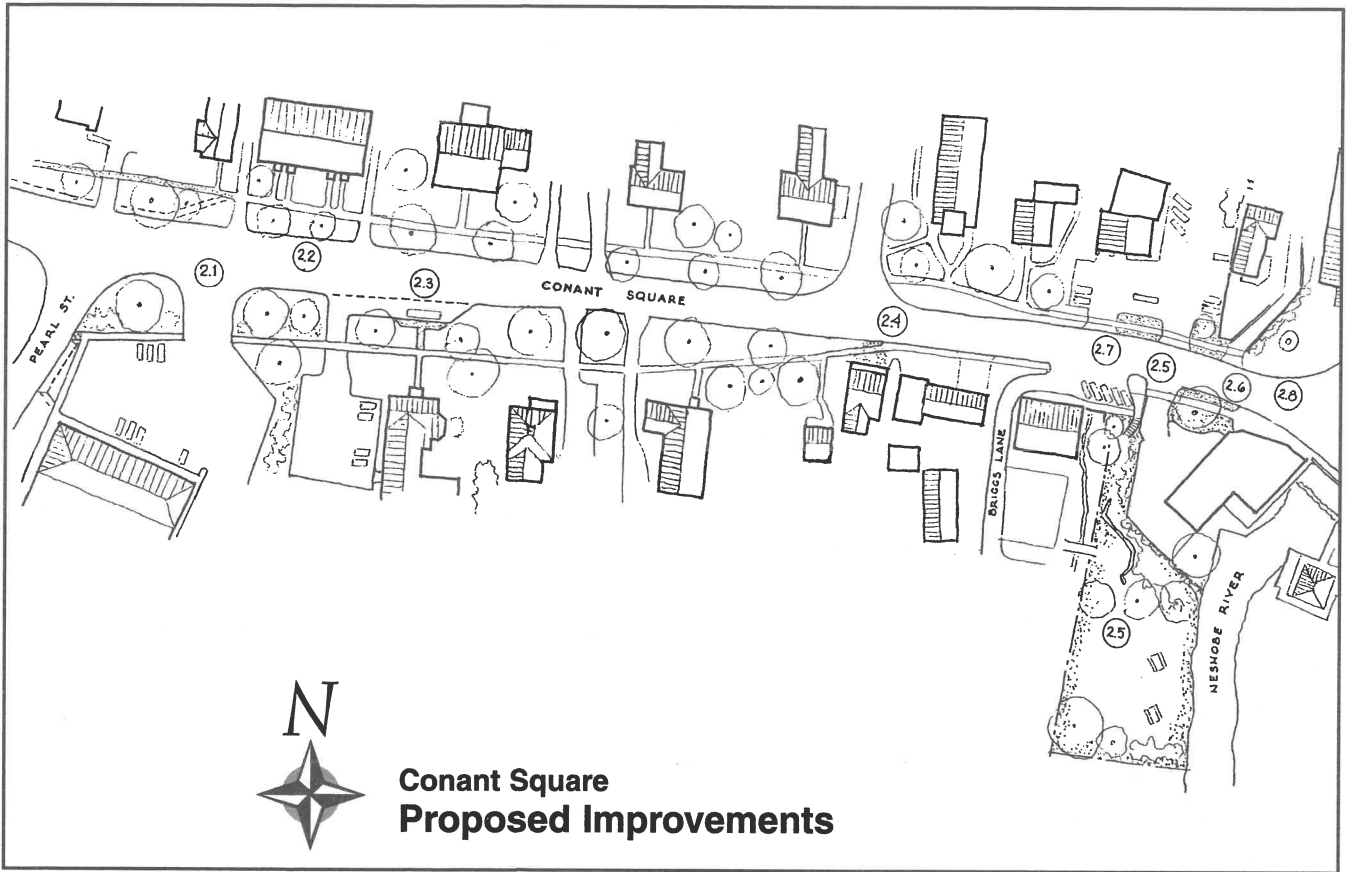 2.1
2.2
2.3
CONANT SQUARE
2.4
2.7
2.5
2.6
2.8
PEARL ST.
BRIGGS LANE
NESHOBE RIVER
2.5
N
Conant Square
Proposed Improvements